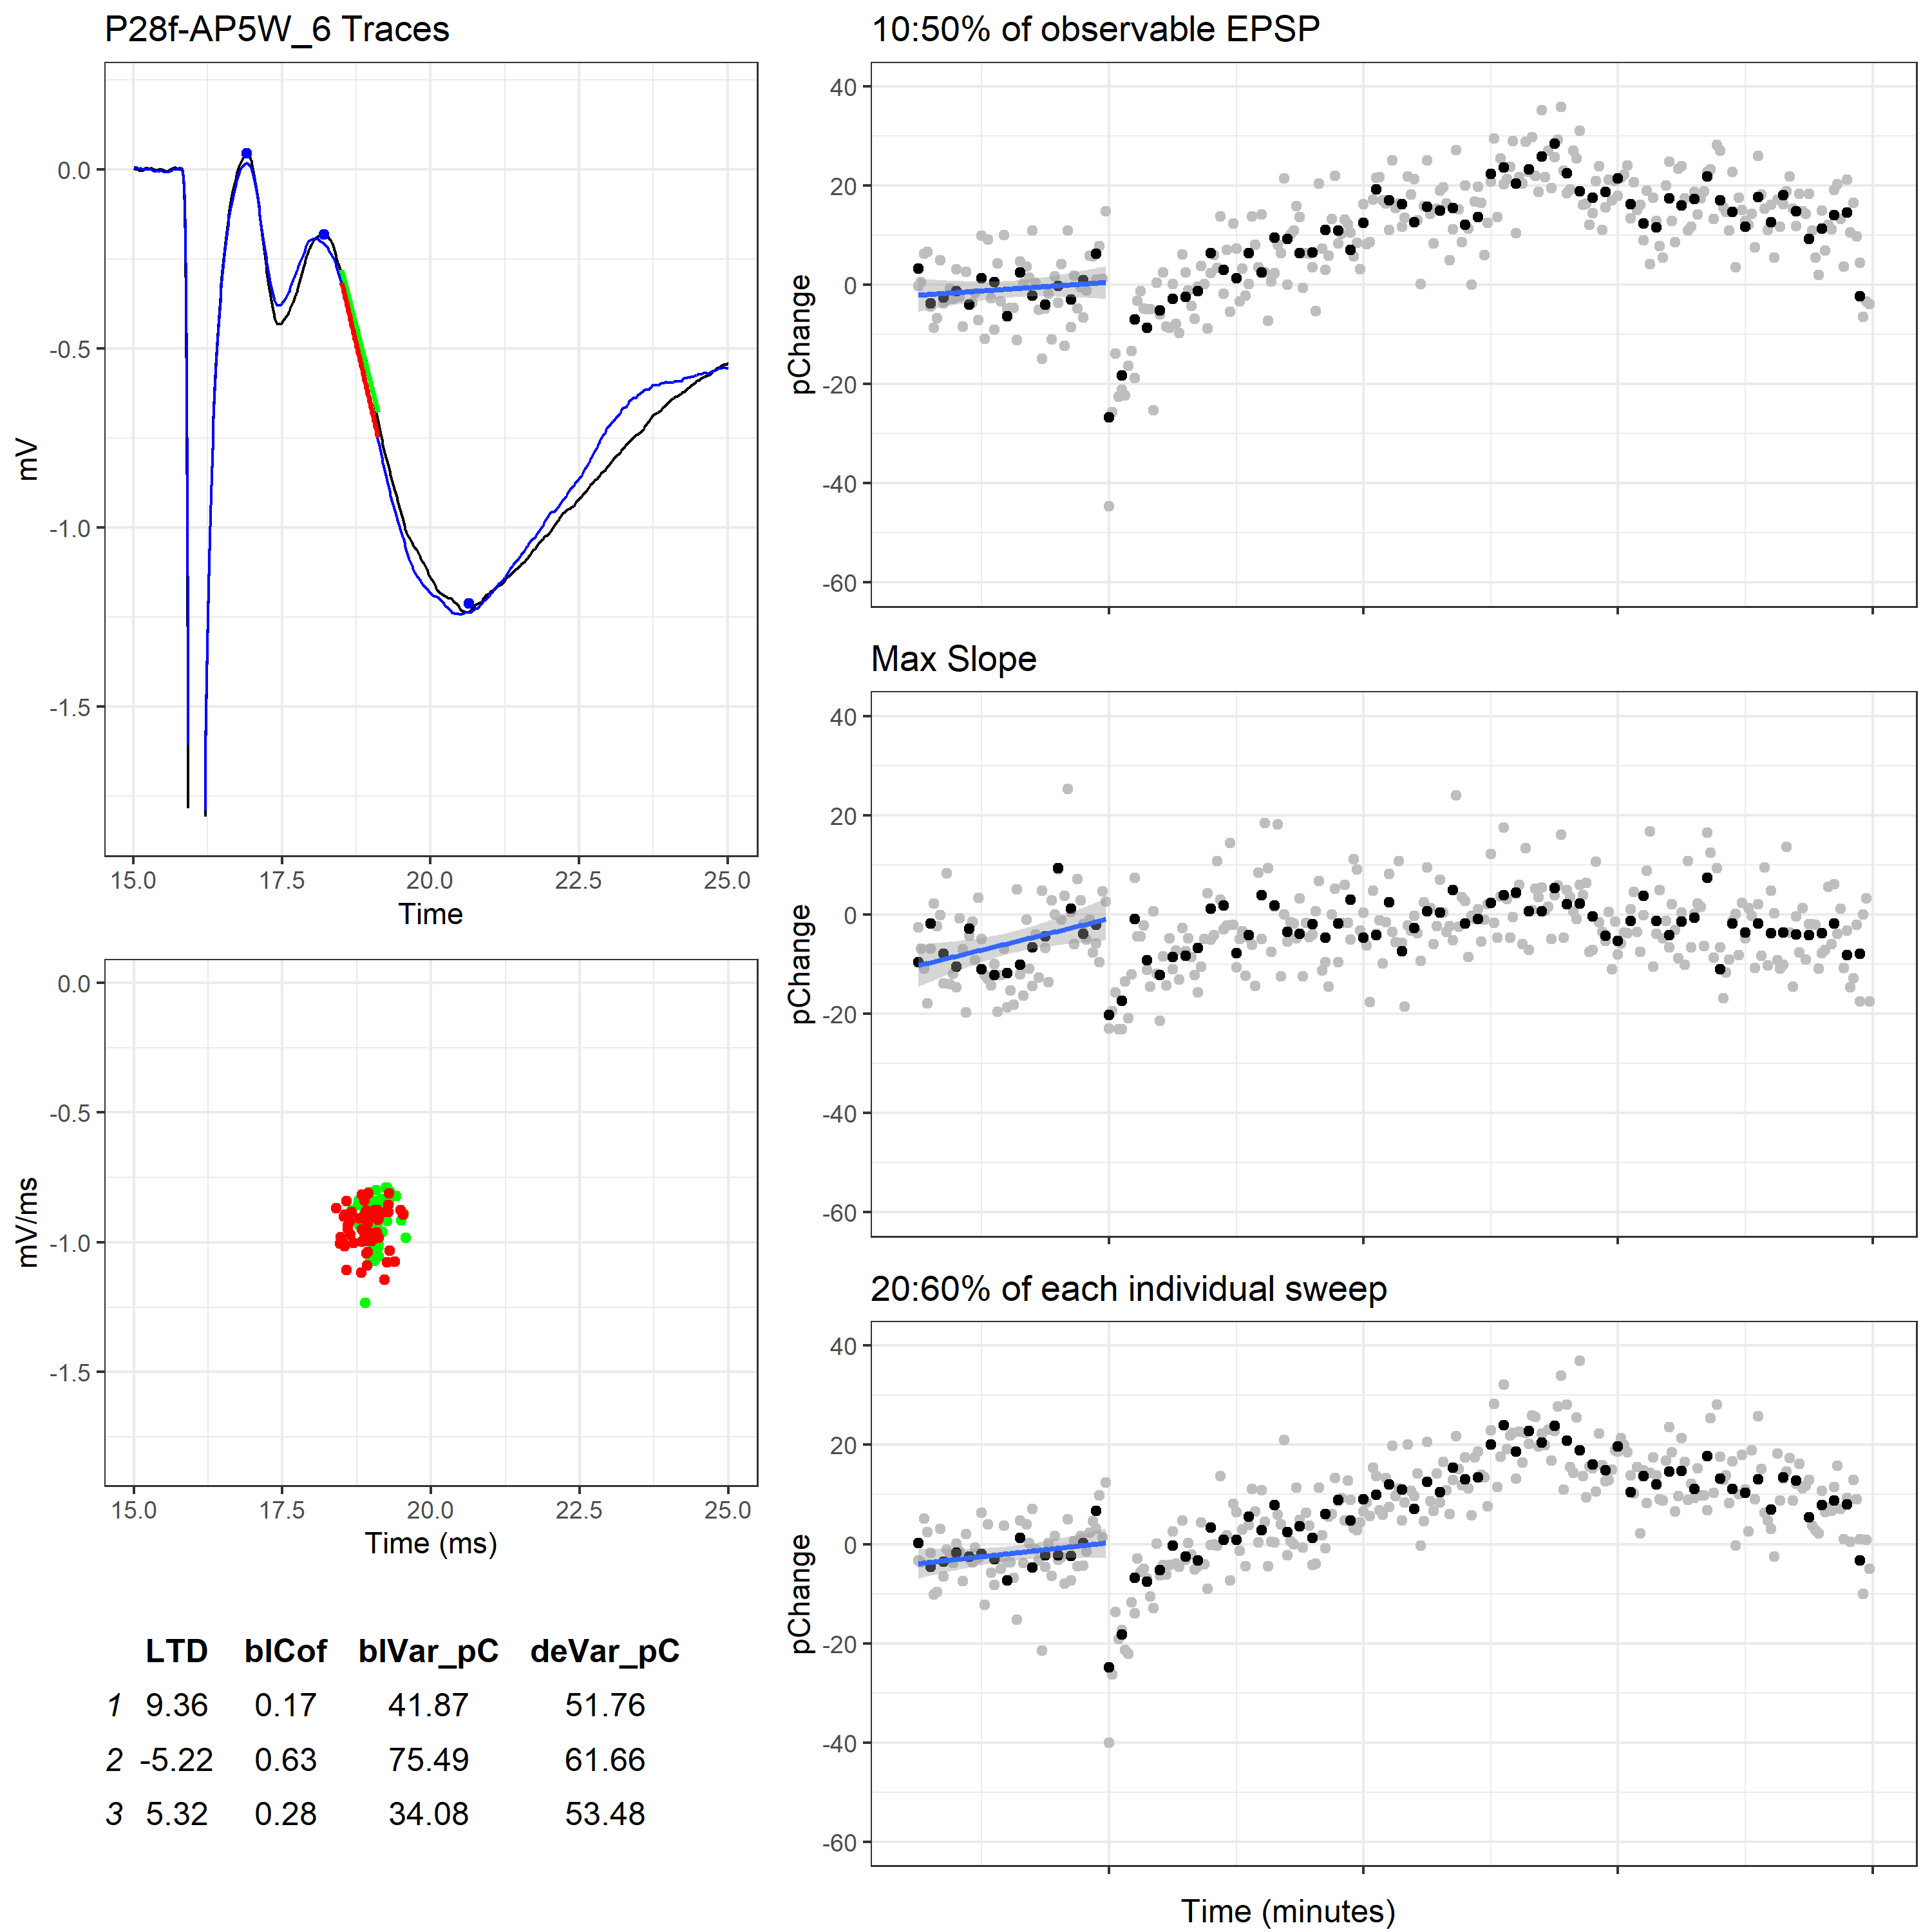 P28f-AP5W_6 Traces
0.0
-0.5
-1.0
-1.5
mV
15.0 17.5 20.0 22.5 25.0
Time
0.0
-0.5
-1.0
-1.5
mV/ms
15.0 17.5 20.0 22.5 25.0
Time (ms)
LTD blCof blVar_pC deVar_pC
1 9.36 0.17 41.87 51.76
2 -5.22 0.63 75.49 61.66
3 5.32 0.28 34.08 53.48
10:50% of observable EPSP
40
20
0
-20
-40
-60
pChange
Max Slope
40
20
0
-20
-40
-60
pChange
20:60% of each individual sweep
40
20
0
-20
-40
-60
pChange
Time (minutes)